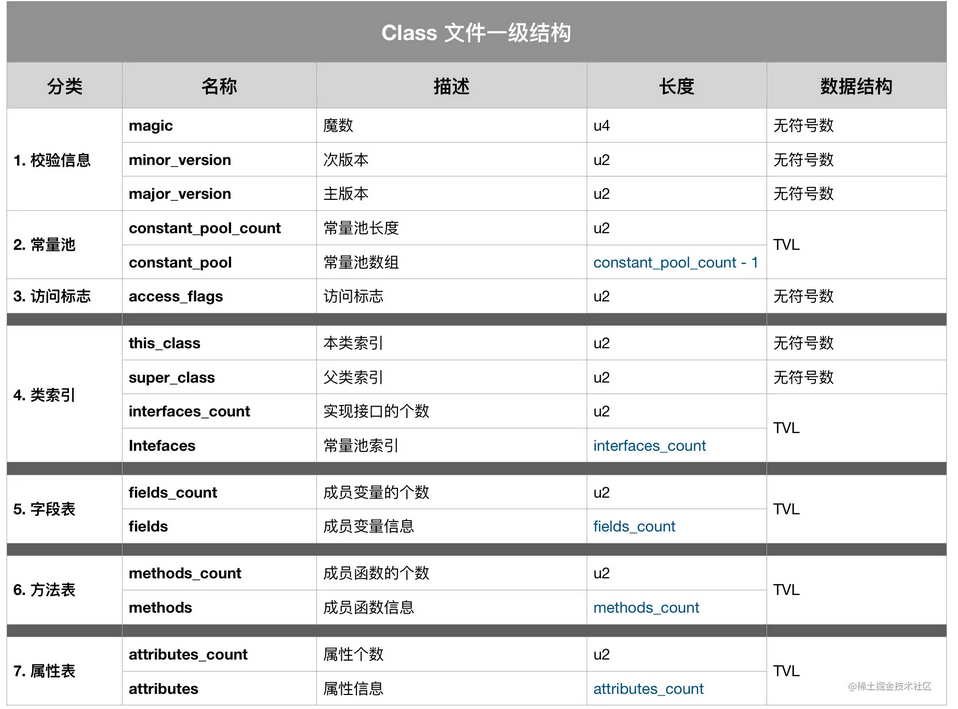 Class 文件一级结构
分类 名称 描述 长度 数据结构
1. 校验信息 magic 魔数 u4 无符号数
minor_version 次版本 u2 无符号数
major_version 主版本 u2 无符号数
2. 常量池 constant_pool_count 常量池长度 u2 TVL
constant_pool 常量池数组 constant_pool_count - 1
3. 访问标志 access_flags 访问标志 u2 无符号数
4. 类索引 this_class 本类索引 u2 无符号数
super_class 父类索引 u2 无符号数
interfaces_count 实现接口的个数 u2 TVL
Intefaces 常量池索引 interfaces_count
5. 字段表 fields_count 成员变量的个数 u2 TVL
fields 成员变量信息 fields_count
6. 方法表 methods_count 成员函数的个数 u2 TVL
methods 成员函数信息 methods_count
7. 属性表 attributes_count 属性个数 u2 TVL
attributes 属性信息 attributes_count
@稀土掘金技术社区